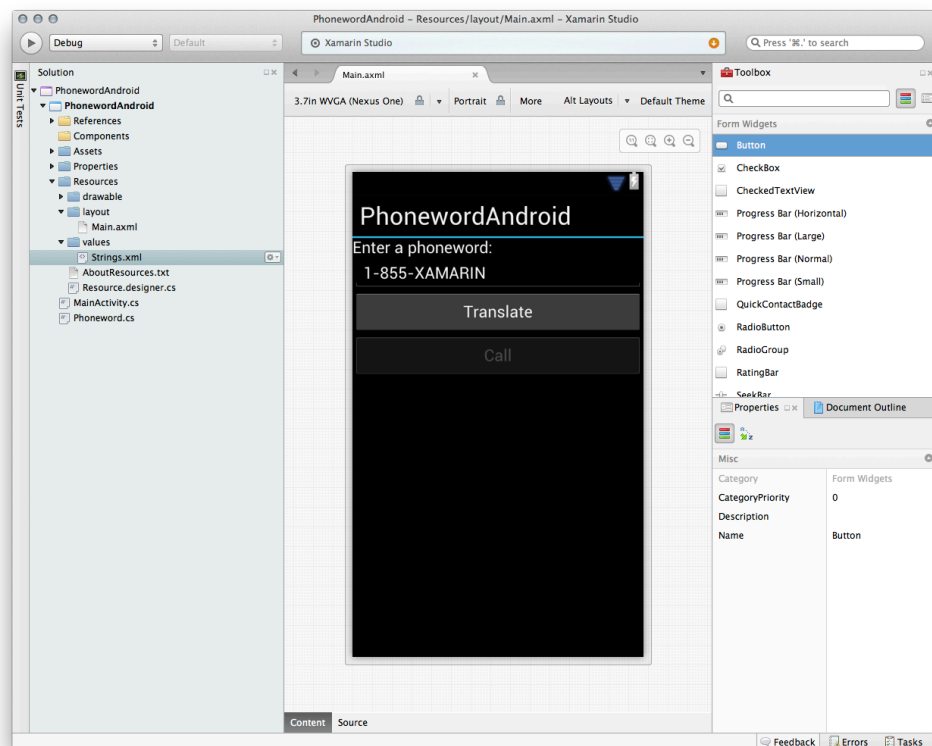 PhonewordAndroid – Resources/layout/Main.axml – Xamarin Studio
Debug
Default
Xamarin Studio
Press '⌘.' to search
Unit Tests
Solution
PhonewordAndroid
PhonewordAndroid
References
Components
Assets
Properties
Resources
drawable
layout
Main.axml
values
Strings.xml
AboutResources.txt
Resource.designer.cs
MainActivity.cs
Phoneword.cs
Main.axml
3.7in WVGA (Nexus One) Portrait More Alt Layouts Default Theme
PhonewordAndroid
Enter a phoneword:
1-855-XAMARIN
Translate
Call
Content Source
Toolbox
Form Widgets
Button
CheckBox
CheckedTextView
Progress Bar (Horizontal)
Progress Bar (Large)
Progress Bar (Normal)
Progress Bar (Small)
QuickContactBadge
RadioButton
RadioGroup
RatingBar
SeekBar
Properties Document Outline
Misc
Category Form Widgets
CategoryPriority 0
Description
Name Button
Feedback Errors Tasks